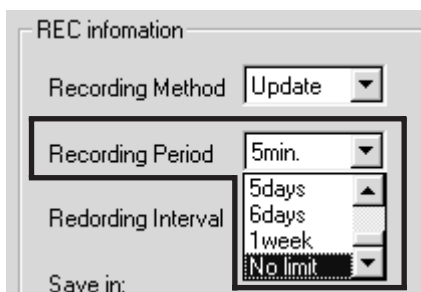 REC infomation
Recording Method Update
Recording Period 5min.
5days
6days
Redording Interval
1week
No limit
Save in: